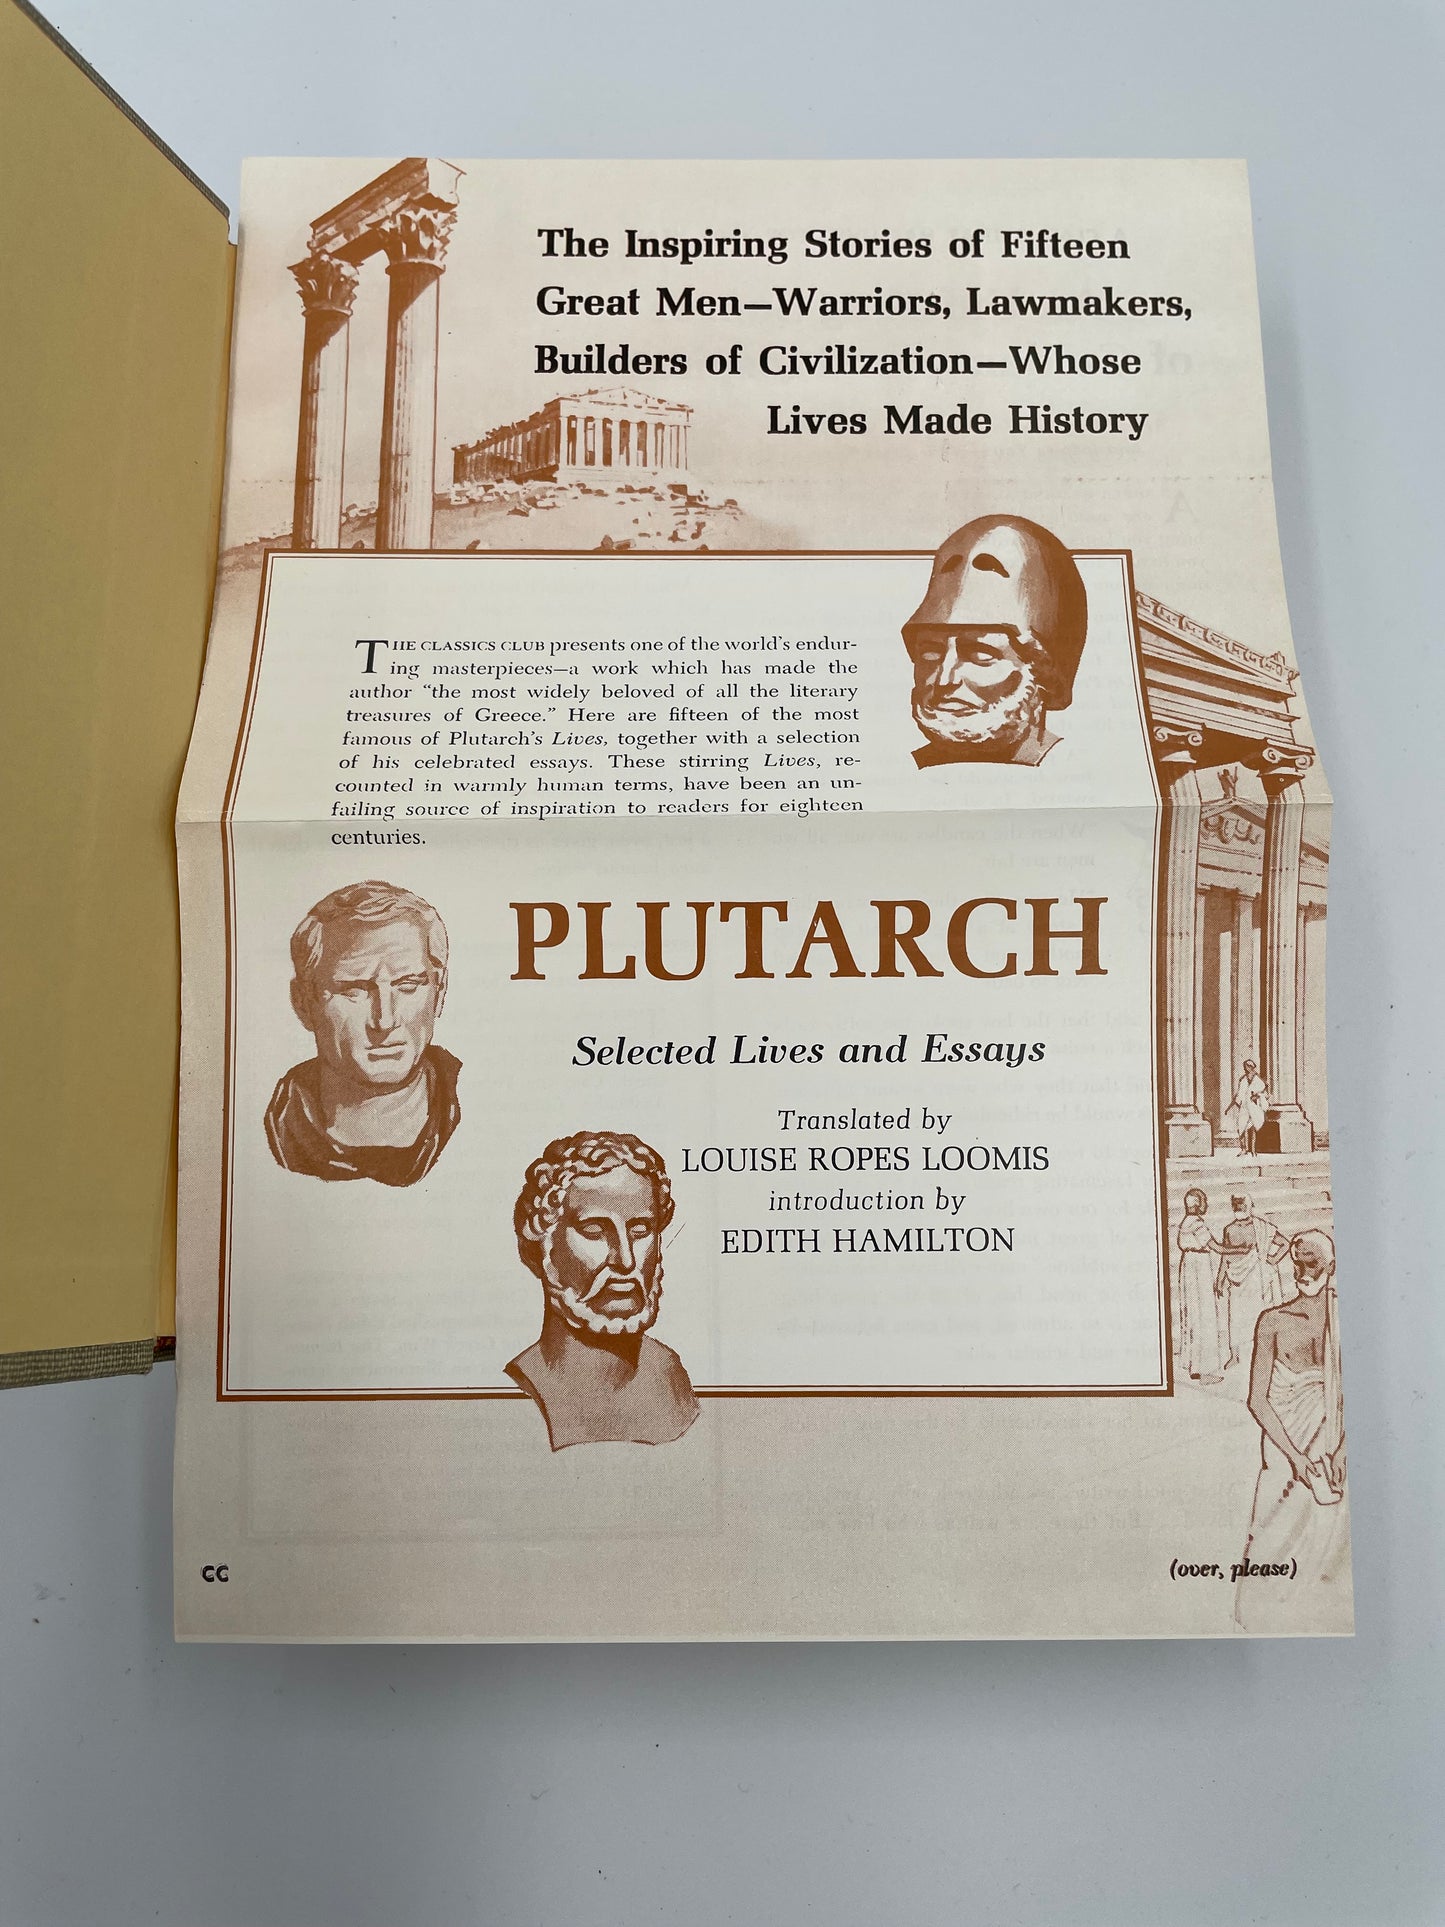 The Inspiring Stories of Fifteen
Great Men—Warriors, Lawmakers,
Builders of Civilization—Whose
Lives Made History
THE CLASSICS CLUB presents one of the world's endur-
ing masterpieces—a work which has made the
author "the most widely beloved of all the literary
treasures of Greece." Here are fifteen of the most
famous of Plutarch's Lives, together with a selection
of his celebrated essays. These stirring Lives, re-
counted in warmly human terms, have been an un-
failing source of inspiration to readers for eighteen
centuries.
PLUTARCH
Selected Lives and Essays
Translated by
LOUISE ROPES LOOMIS
introduction by
EDITH HAMILTON
CC
(over, please)